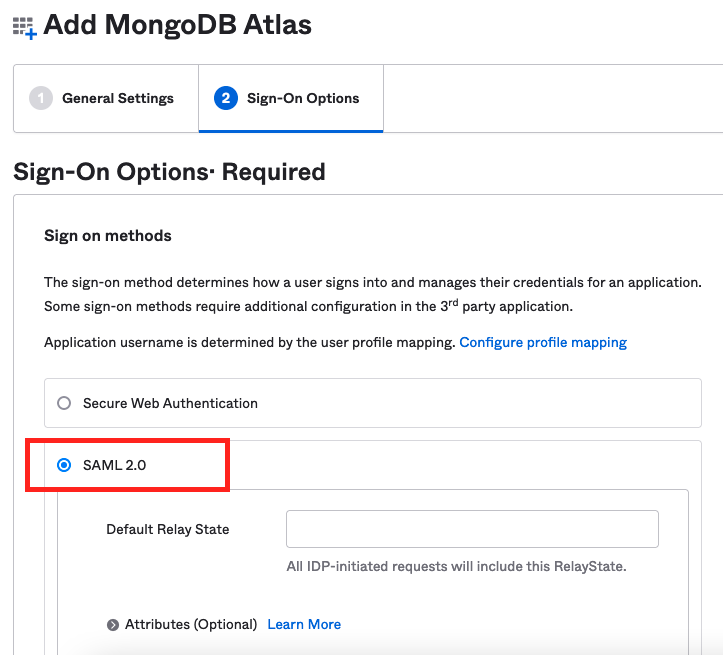 Add MongoDB Atlas
1 General Settings
2 Sign-On Options
Sign-On Options· Required
Sign on methods
The sign-on method determines how a user signs into and manages their credentials for an application.
Some sign-on methods require additional configuration in the 3rd party application.
Application username is determined by the user profile mapping. Configure profile mapping
Secure Web Authentication
SAML 2.0
Default Relay State
All IDP-initiated requests will include this RelayState.
Attributes (Optional) Learn More